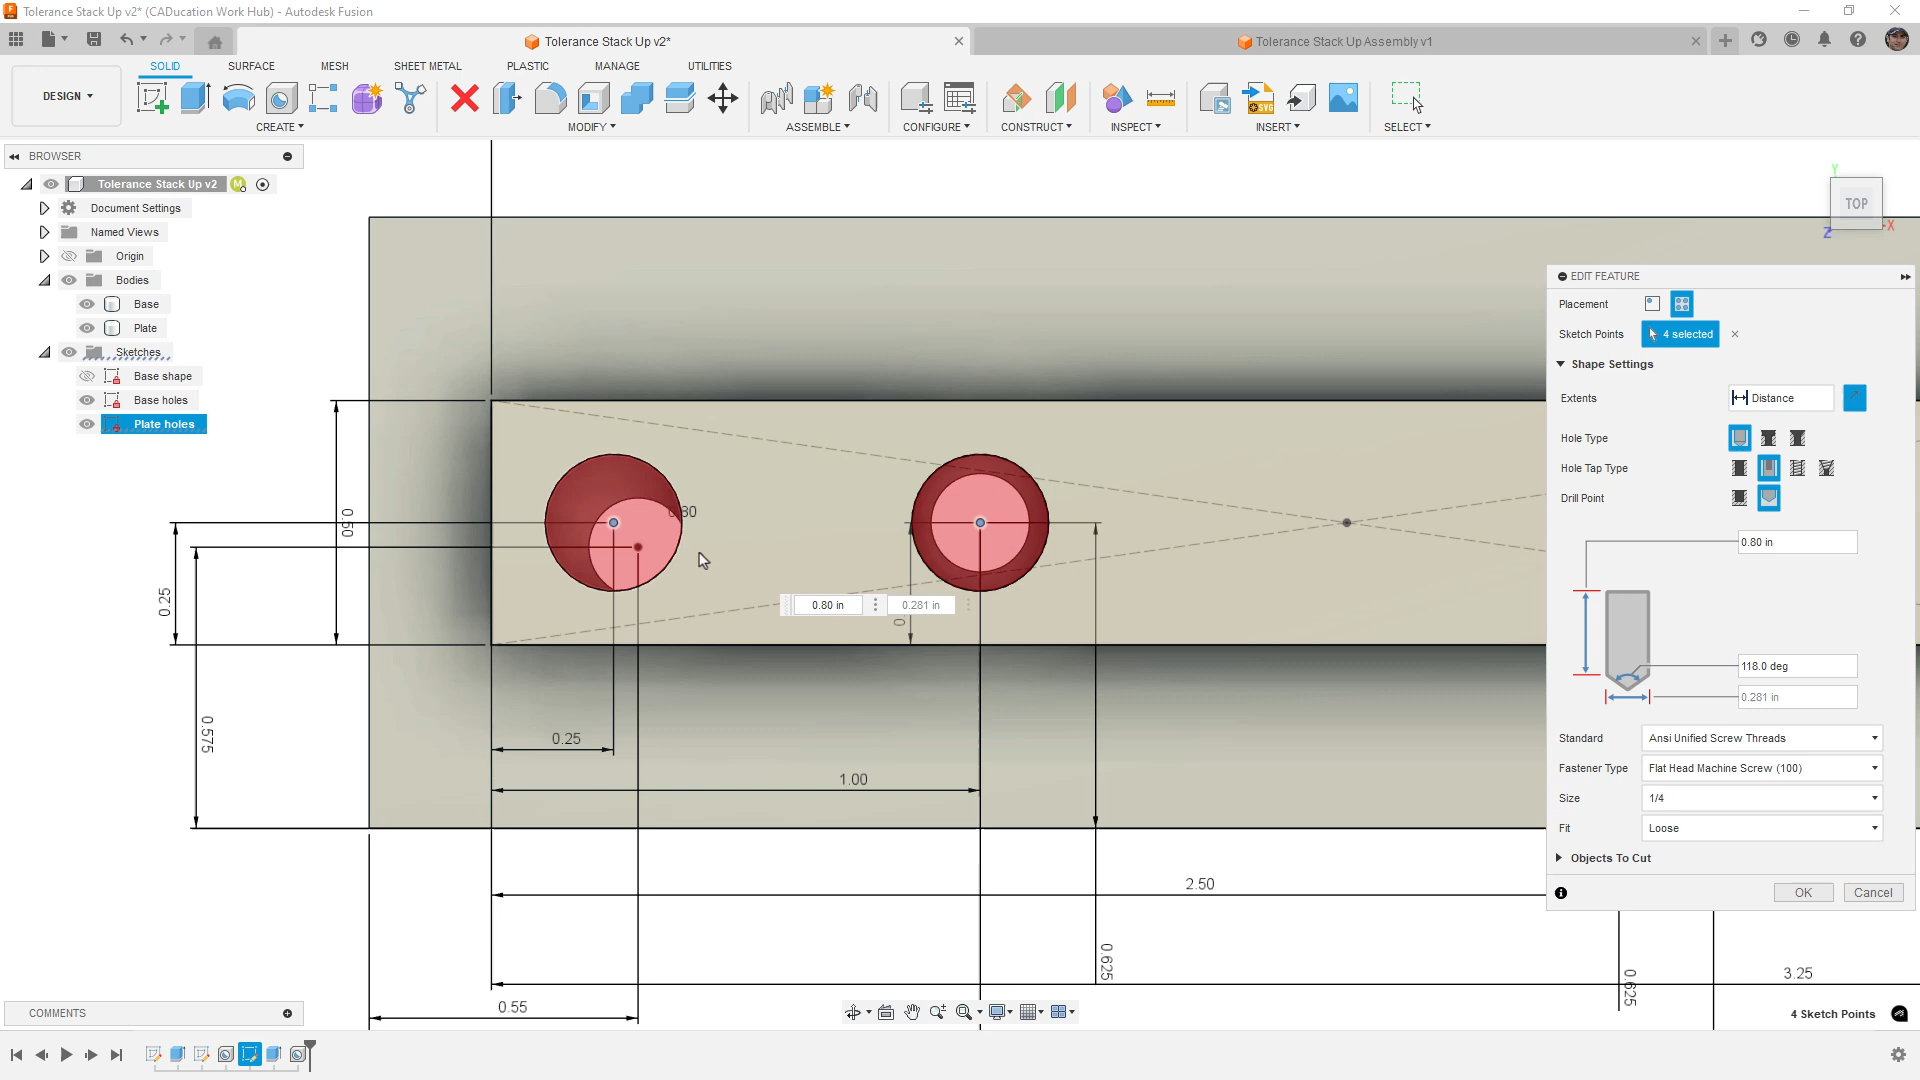 Tolerance Stack Up v2* (CADucation Work Hub) - Autodesk Fusion
Tolerance Stack Up v2*
Tolerance Stack Up Assembly v1
DESIGN
SOLID
SURFACE
MESH
SHEET METAL
PLASTIC
MANAGE
UTILITIES
CREATE
MODIFY
ASSEMBLE
CONFIGURE
CONSTRUCT
INSPECT
INSERT
SELECT
BROWSER
Tolerance Stack Up v2
M
Document Settings
Named Views
Origin
Bodies
Base
Plate
Sketches
Base shape
Base holes
Plate holes
TOP
Y
X
Z
EDIT FEATURE
Placement
Sketch Points
4 selected
Shape Settings
Extents
Distance
Hole Type
Hole Tap Type
Drill Point
0.80 in
118.0 deg
0.281 in
Standard
Ansi Unified Screw Threads
Fastener Type
Flat Head Machine Screw (100)
Size
1/4
Fit
Loose
Objects To Cut
OK
Cancel
0.50
0.25
0.575
0.80 in
0.281 in
0.25
1.00
2.50
0.625
0.625
3.25
0.55
COMMENTS
4 Sketch Points